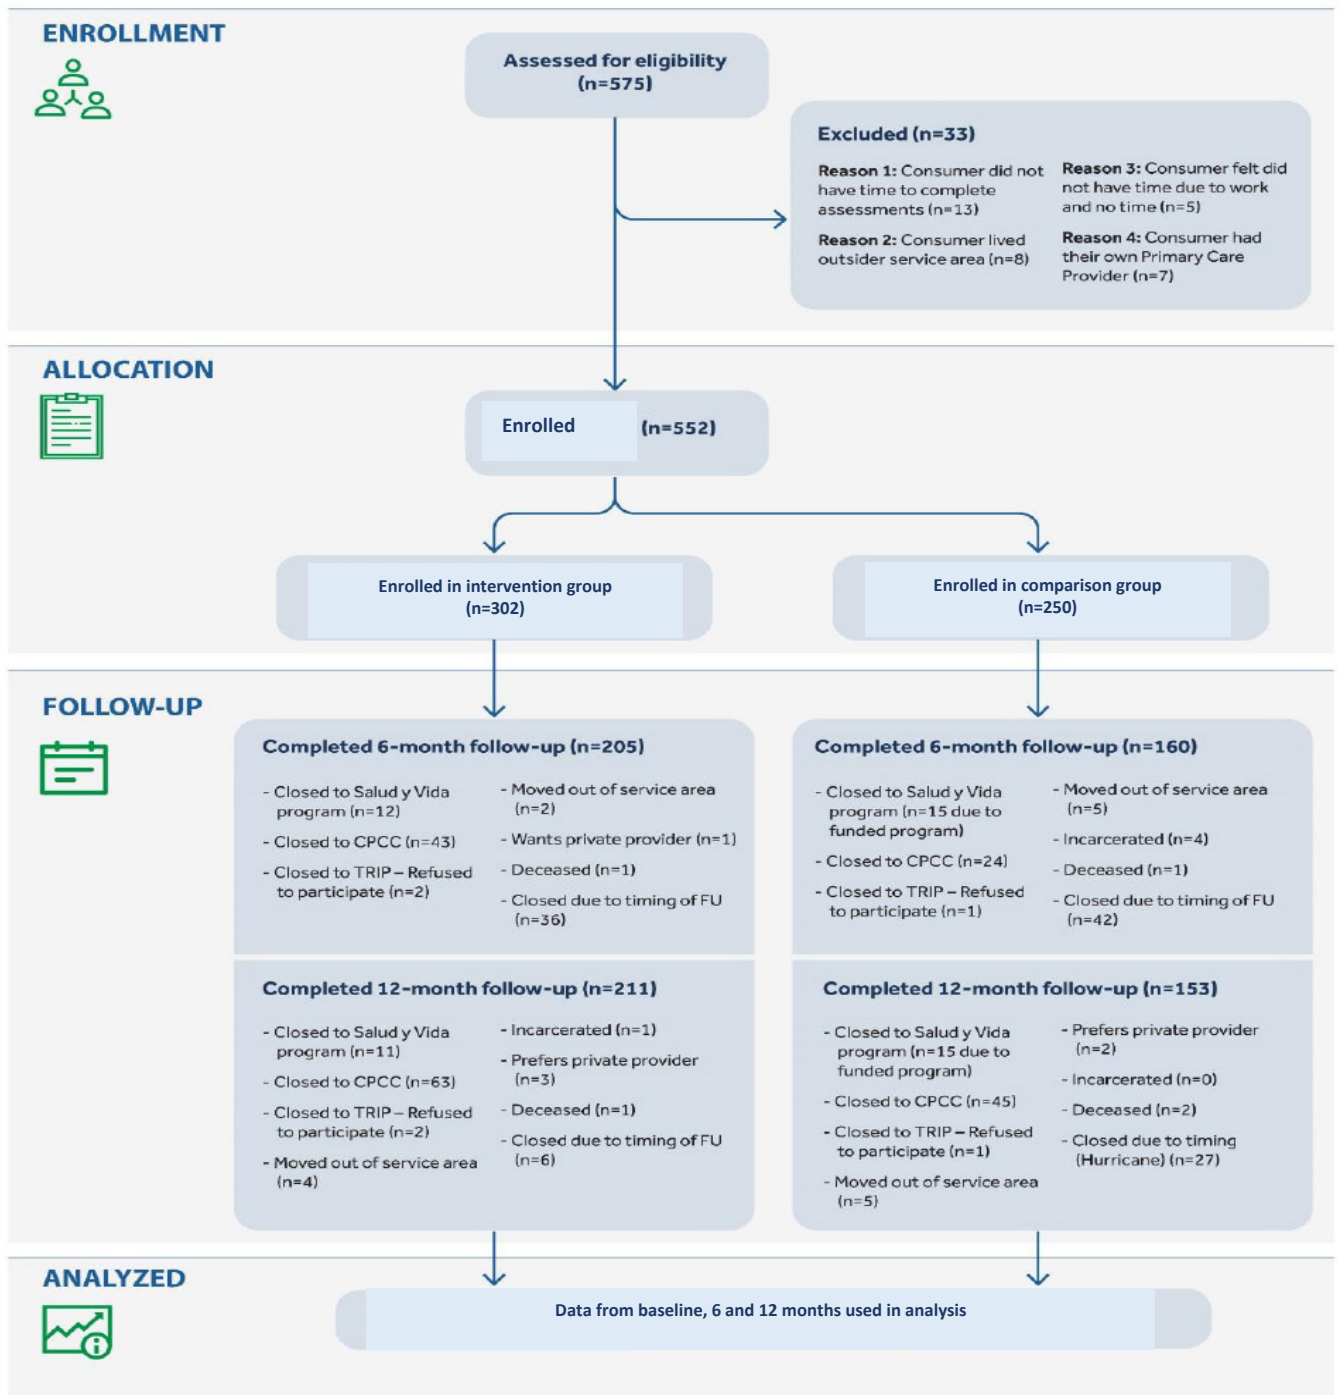 ENROLLMENT
Assessed for eligibility
(n=575)
Excluded (n=33)
Reason 1: Consumer did not
have time to complete
assessments (n=13)
Reason 2: Consumer lived
outsider service area (n=8)
Reason 3: Consumer felt did
not have time due to work
and no time (n=5)
Reason 4: Consumer had
their own Primary Care
Provider (n=7)
ALLOCATION
Enrolled (n=552)
Enrolled in intervention group
(n=302)
Enrolled in comparison group
(n=250)
FOLLOW-UP
Completed 6-month follow-up (n=205)
- Closed to Salud y Vida
program (n=12)
- Closed to CPCC (n=43)
- Closed to TRIP – Refused
to participate (n=2)
- Moved out of service area
(n=2)
- Wants private provider (n=1)
- Deceased (n=1)
- Closed due to timing of FU
(n=36)
Completed 6-month follow-up (n=160)
- Closed to Salud y Vida
program (n=15 due to
funded program)
- Closed to CPCC (n=24)
- Closed to TRIP – Refused
to participate (n=1)
- Moved out of service area
(n=5)
- Incarcerated (n=4)
- Deceased (n=1)
- Closed due to timing of FU
(n=42)
Completed 12-month follow-up (n=211)
- Closed to Salud y Vida
program (n=11)
- Closed to CPCC (n=63)
- Closed to TRIP – Refused
to participate (n=2)
- Moved out of service area
(n=4)
- Incarcerated (n=1)
- Prefers private provider
(n=3)
- Deceased (n=1)
- Closed due to timing of FU
(n=6)
Completed 12-month follow-up (n=153)
- Closed to Salud y Vida
program (n=15 due to
funded program)
- Closed to CPCC (n=45)
- Closed to TRIP – Refused
to participate (n=1)
- Moved out of service area
(n=5)
- Prefers private provider
(n=2)
- Incarcerated (n=0)
- Deceased (n=2)
- Closed due to timing
(Hurricane) (n=27)
ANALYZED
Data from baseline, 6 and 12 months used in analysis